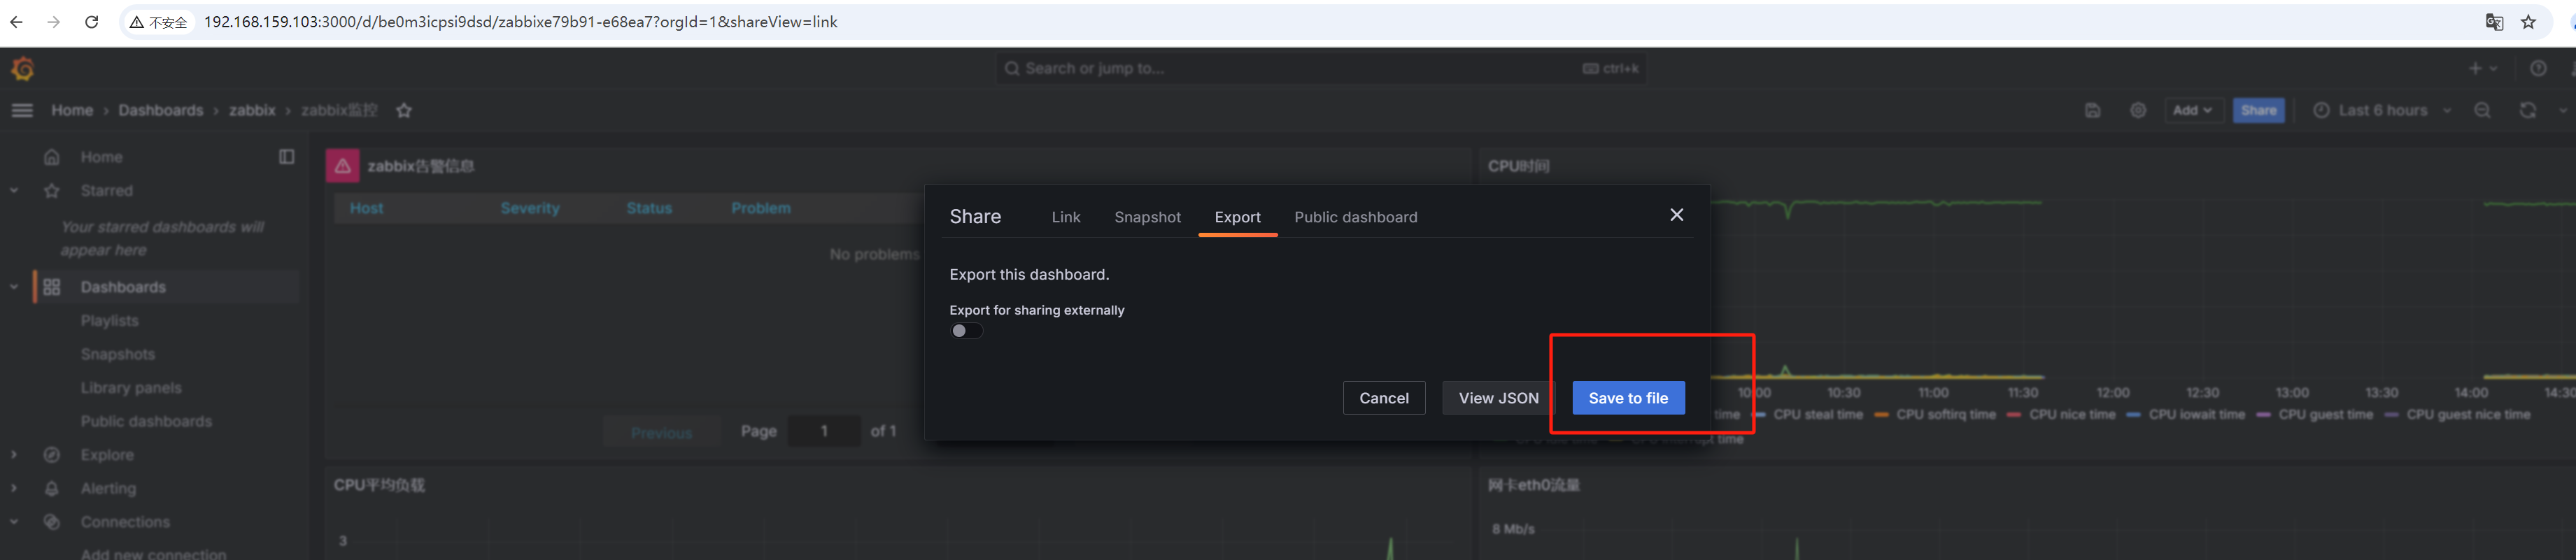 不安全 192.168.159.103:3000/d/be0m3icpsi9dsd/zabbixe79b91-e68ea7?orgId=1&shareView=link
Search or jump to... ctrl+k
Home › Dashboards › zabbix › zabbix监控 Add Share Last 6 hours
Home
Starred
Your starred dashboards will
appear here
Dashboards
Playlists
Snapshots
Library panels
Public dashboards
Explore
Alerting
Connections
Add new connection
zabbix告警信息
Host Severity Status Problem
No problems
Previous Page 1 of 1
CPU平均负载
3
Share Link Snapshot Export Public dashboard
Export this dashboard.
Export for sharing externally
Cancel View JSON Save to file
CPU时间
10:00 10:30 11:00 11:30 12:00 12:30 13:00 13:30 14:00 14:30
time CPU steal time CPU softirq time CPU nice time CPU iowait time CPU guest time CPU guest nice time
time
网卡eth0流量
8 Mb/s